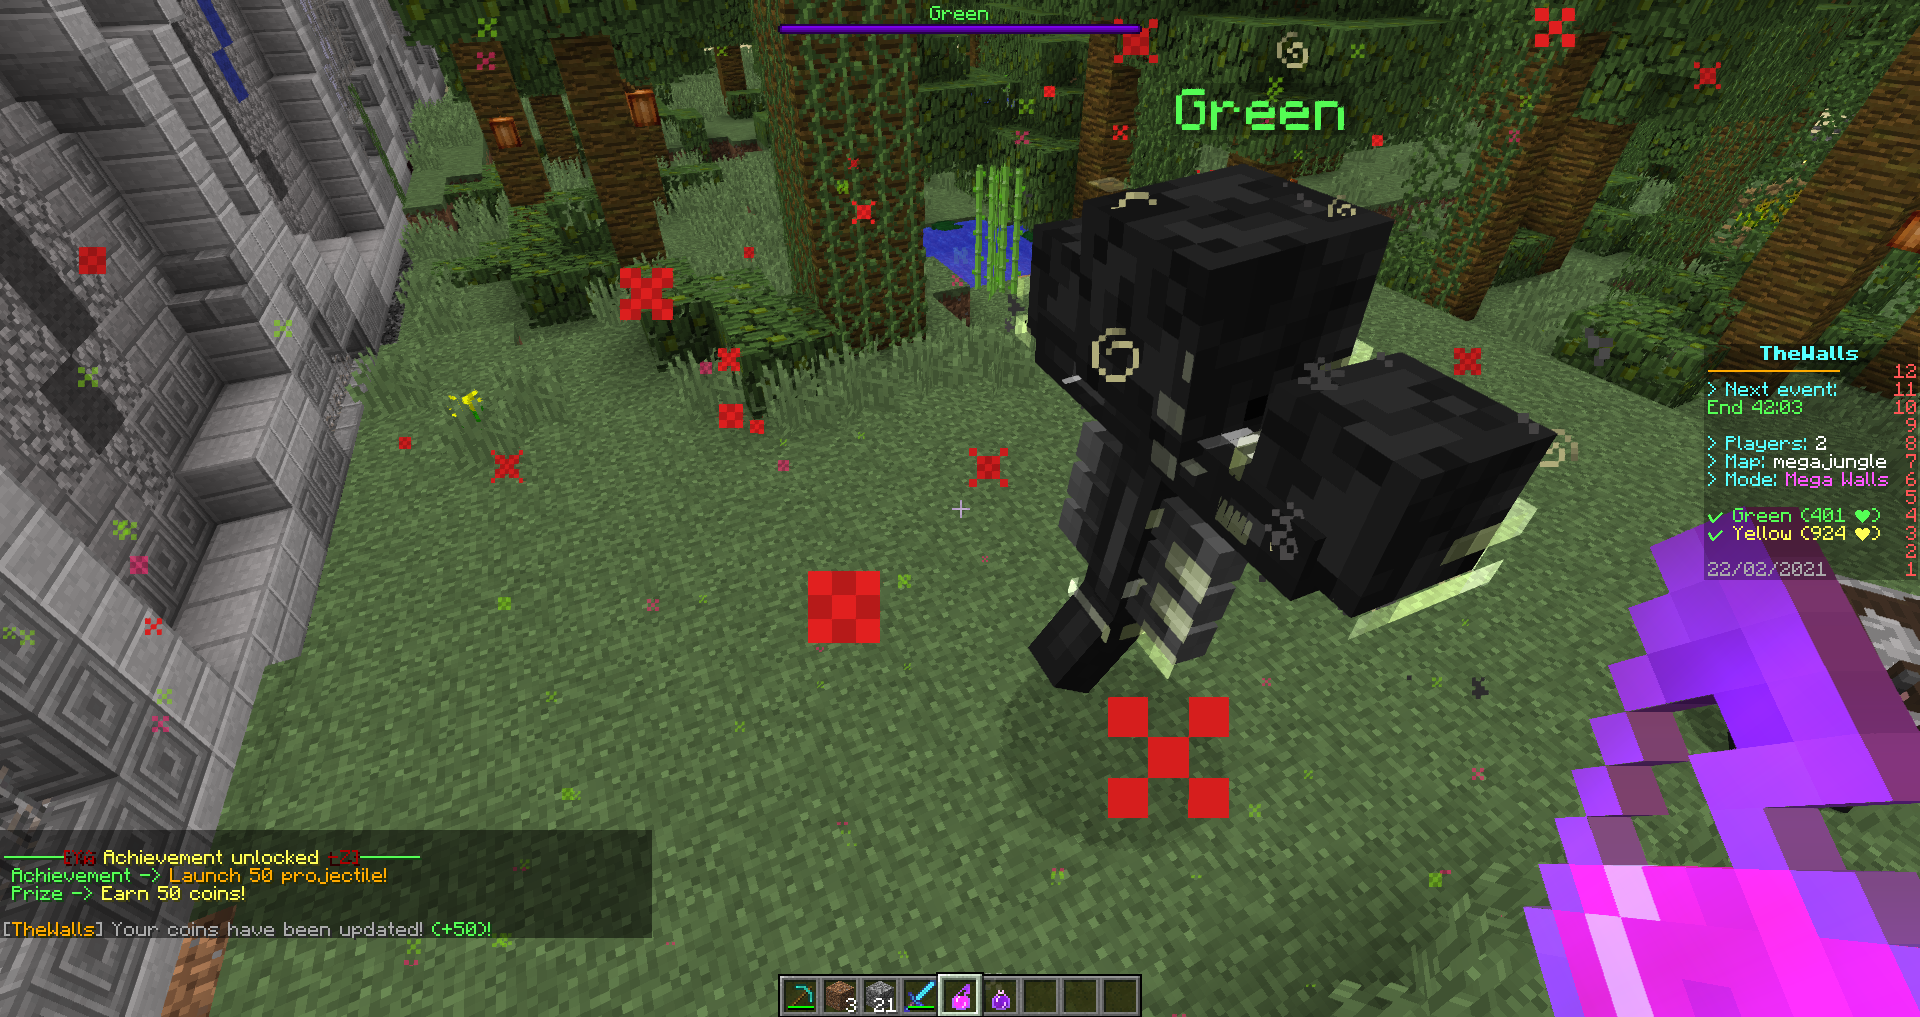 Green
Green
TheWalls
12
> Next event: 11
End 42:03 10
9
> Players: 2 8
> Map: megajungle 7
> Mode: Mega Walls 6
5
✓ Green (401 ♥) 4
✓ Yellow (924 ♥) 3
2
22/02/2021 1
Achievement unlocked
Achievement -> Launch 50 projectile!
Prize -> Earn 50 coins!
[TheWalls] Your coins have been updated! (+50)!
3
21